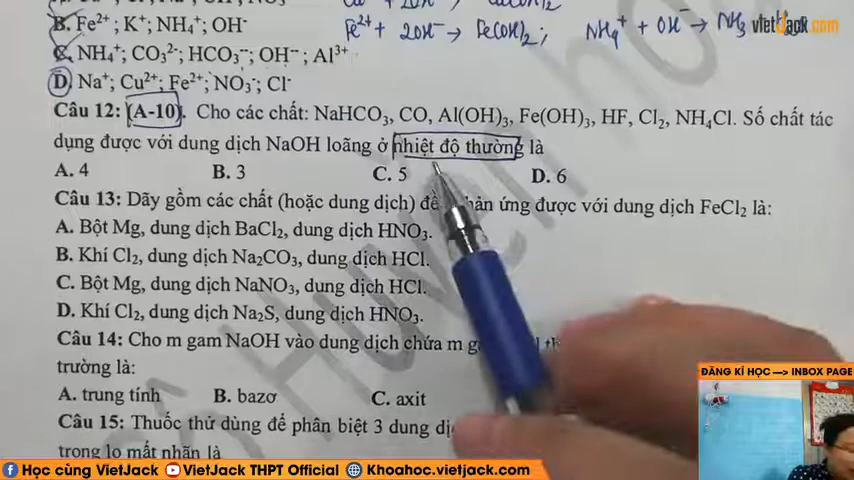 B. Fe²⁺; K⁺; NH₄⁺; OH⁻
Fe²⁺ + 2OH⁻ → Fe(OH)₂; NH₄⁺ + OH⁻ → NH₃
vietJack.com
C. NH₄⁺; CO₃²⁻; HCO₃⁻; OH⁻; Al³⁺
D. Na⁺; Cu²⁺; Fe²⁺; NO₃⁻; Cl⁻
Câu 12: (A-10). Cho các chất: NaHCO₃, CO, Al(OH)₃, Fe(OH)₃, HF, Cl₂, NH₄Cl. Số chất tác
dụng được với dung dịch NaOH loãng ở nhiệt độ thường là
A. 4 B. 3 C. 5 D. 6
Câu 13: Dãy gồm các chất (hoặc dung dịch) đề phản ứng được với dung dịch FeCl₂ là:
A. Bột Mg, dung dịch BaCl₂, dung dịch HNO₃.
B. Khí Cl₂, dung dịch Na₂CO₃, dung dịch HCl.
C. Bột Mg, dung dịch NaNO₃, dung dịch HCl.
D. Khí Cl₂, dung dịch Na₂S, dung dịch HNO₃.
Câu 14: Cho m gam NaOH vào dung dịch chứa m
trường là:
A. trung tính B. bazơ C. axit
Câu 15: Thuốc thử dùng để phân biệt 3 dung
trong lọ mất nhãn là
ĐĂNG KÍ HỌC —> INBOX PAGE
Học cùng VietJack VietJack THPT Official Khoahoc.vietjack.com